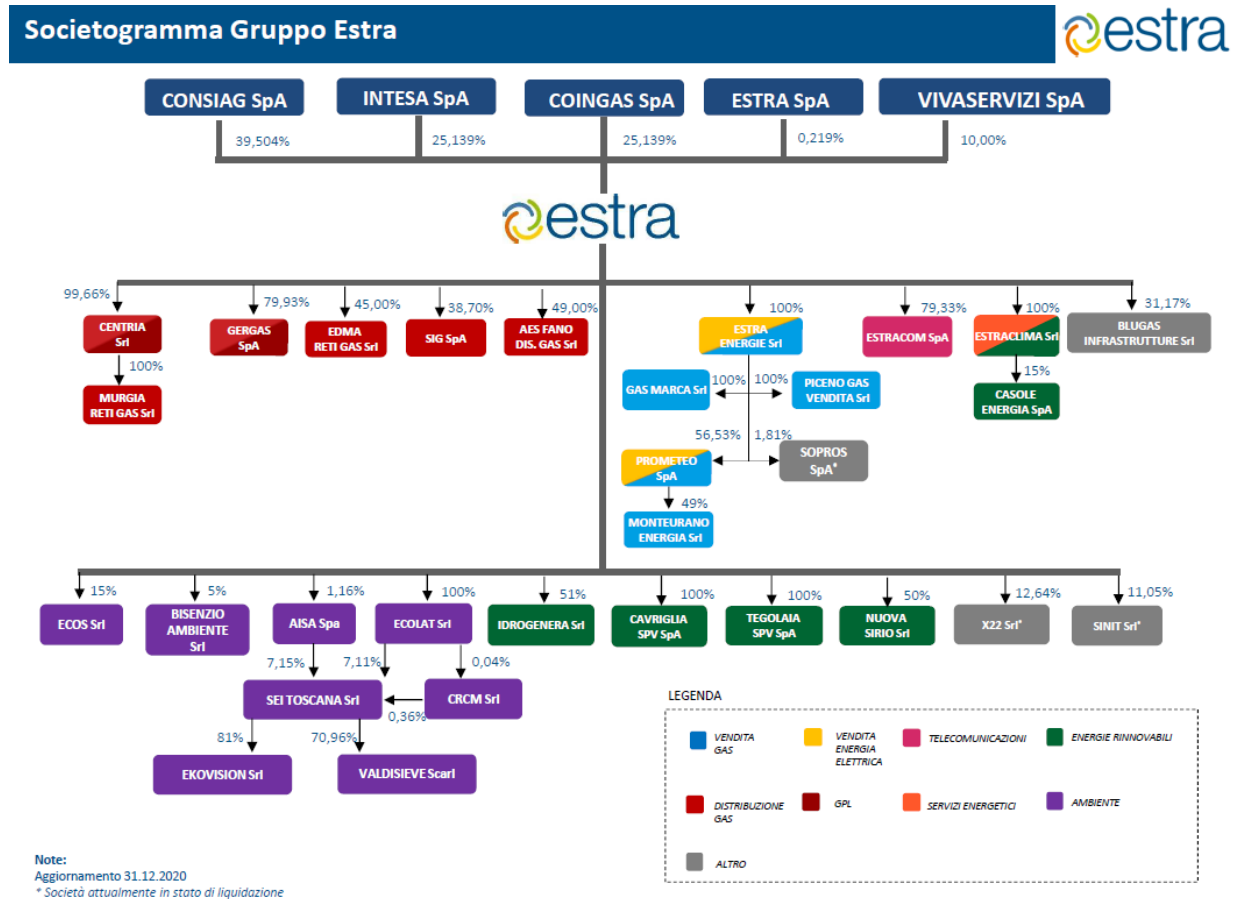 Societogramma Gruppo Estra
estra
CONSIAG SpA
INTESA SpA
COINGAS SpA
ESTRA SpA
VIVASERVIZI SpA
39,504%
25,139%
25,139%
0,219%
10,00%
estra
99,66%
79,93%
45,00%
38,70%
49,00%
100%
79,33%
100%
31,17%
CENTRIA
Srl
GERGAS
SpA
EDMA
RETI GAS Srl
SIG SpA
AES FANO
DIS. GAS Srl
ESTRA
ENERGIE Srl
ESTRACOM SpA
ESTRACLIMA Srl
BLUGAS
INFRASTRUTTURE Srl
100%
MURGIA
RETI GAS Srl
100%
100%
GAS MARCA Srl
PICENO GAS
VENDITA Srl
15%
CASOLE
ENERGIA SpA
56,53%
1,81%
PROMETEO
SpA
SOPROS
SpA*
49%
MONTEURANO
ENERGIA Srl
15%
5%
1,16%
100%
51%
100%
100%
50%
12,64%
11,05%
ECOS Srl
BISENZIO
AMBIENTE
Srl
AISA Spa
ECOLAT Srl
IDROGENERA Srl
CAVRIGLIA
SPV SpA
TEGOLAIA
SPV SpA
NUOVA
SIRIO Srl
X22 Srl*
SINIT Srl*
7,15%
7,11%
0,04%
SEI TOSCANA Srl
CRCM Srl
0,36%
81%
70,96%
EKOVISION Srl
VALDISIEVE Scarl
LEGENDA
VENDITA
GAS
VENDITA
ENERGIA
ELETTRICA
TELECOMUNICAZIONI
ENERGIE RINNOVABILI
DISTRIBUZIONE
GAS
GPL
SERVIZI ENERGETICI
AMBIENTE
ALTRO
Note:
Aggiornamento 31.12.2020
* Società attualmente in stato di liquidazione